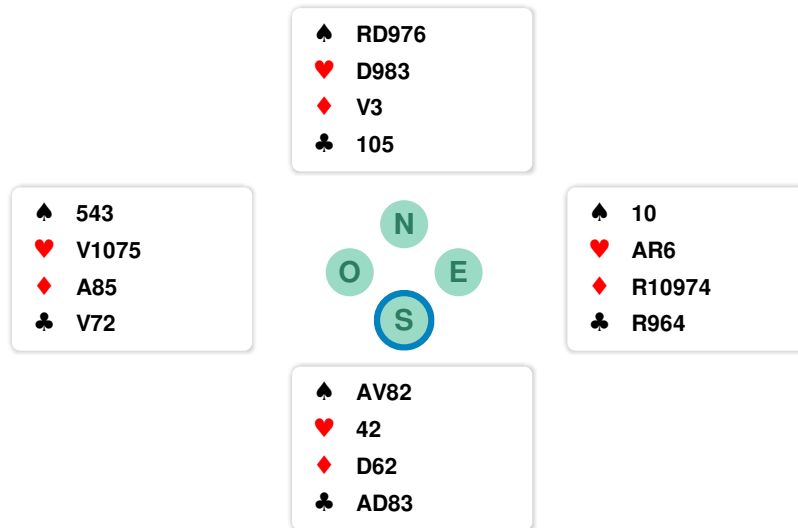 ♠ RD976
♥ D983
♦ V3
♣ 105
♠ 543
♥ V1075
♦ A85
♣ V72
N
O
E
S
♠ 10
♥ AR6
♦ R10974
♣ R964
♠ AV82
♥ 42
♦ D62
♣ AD83